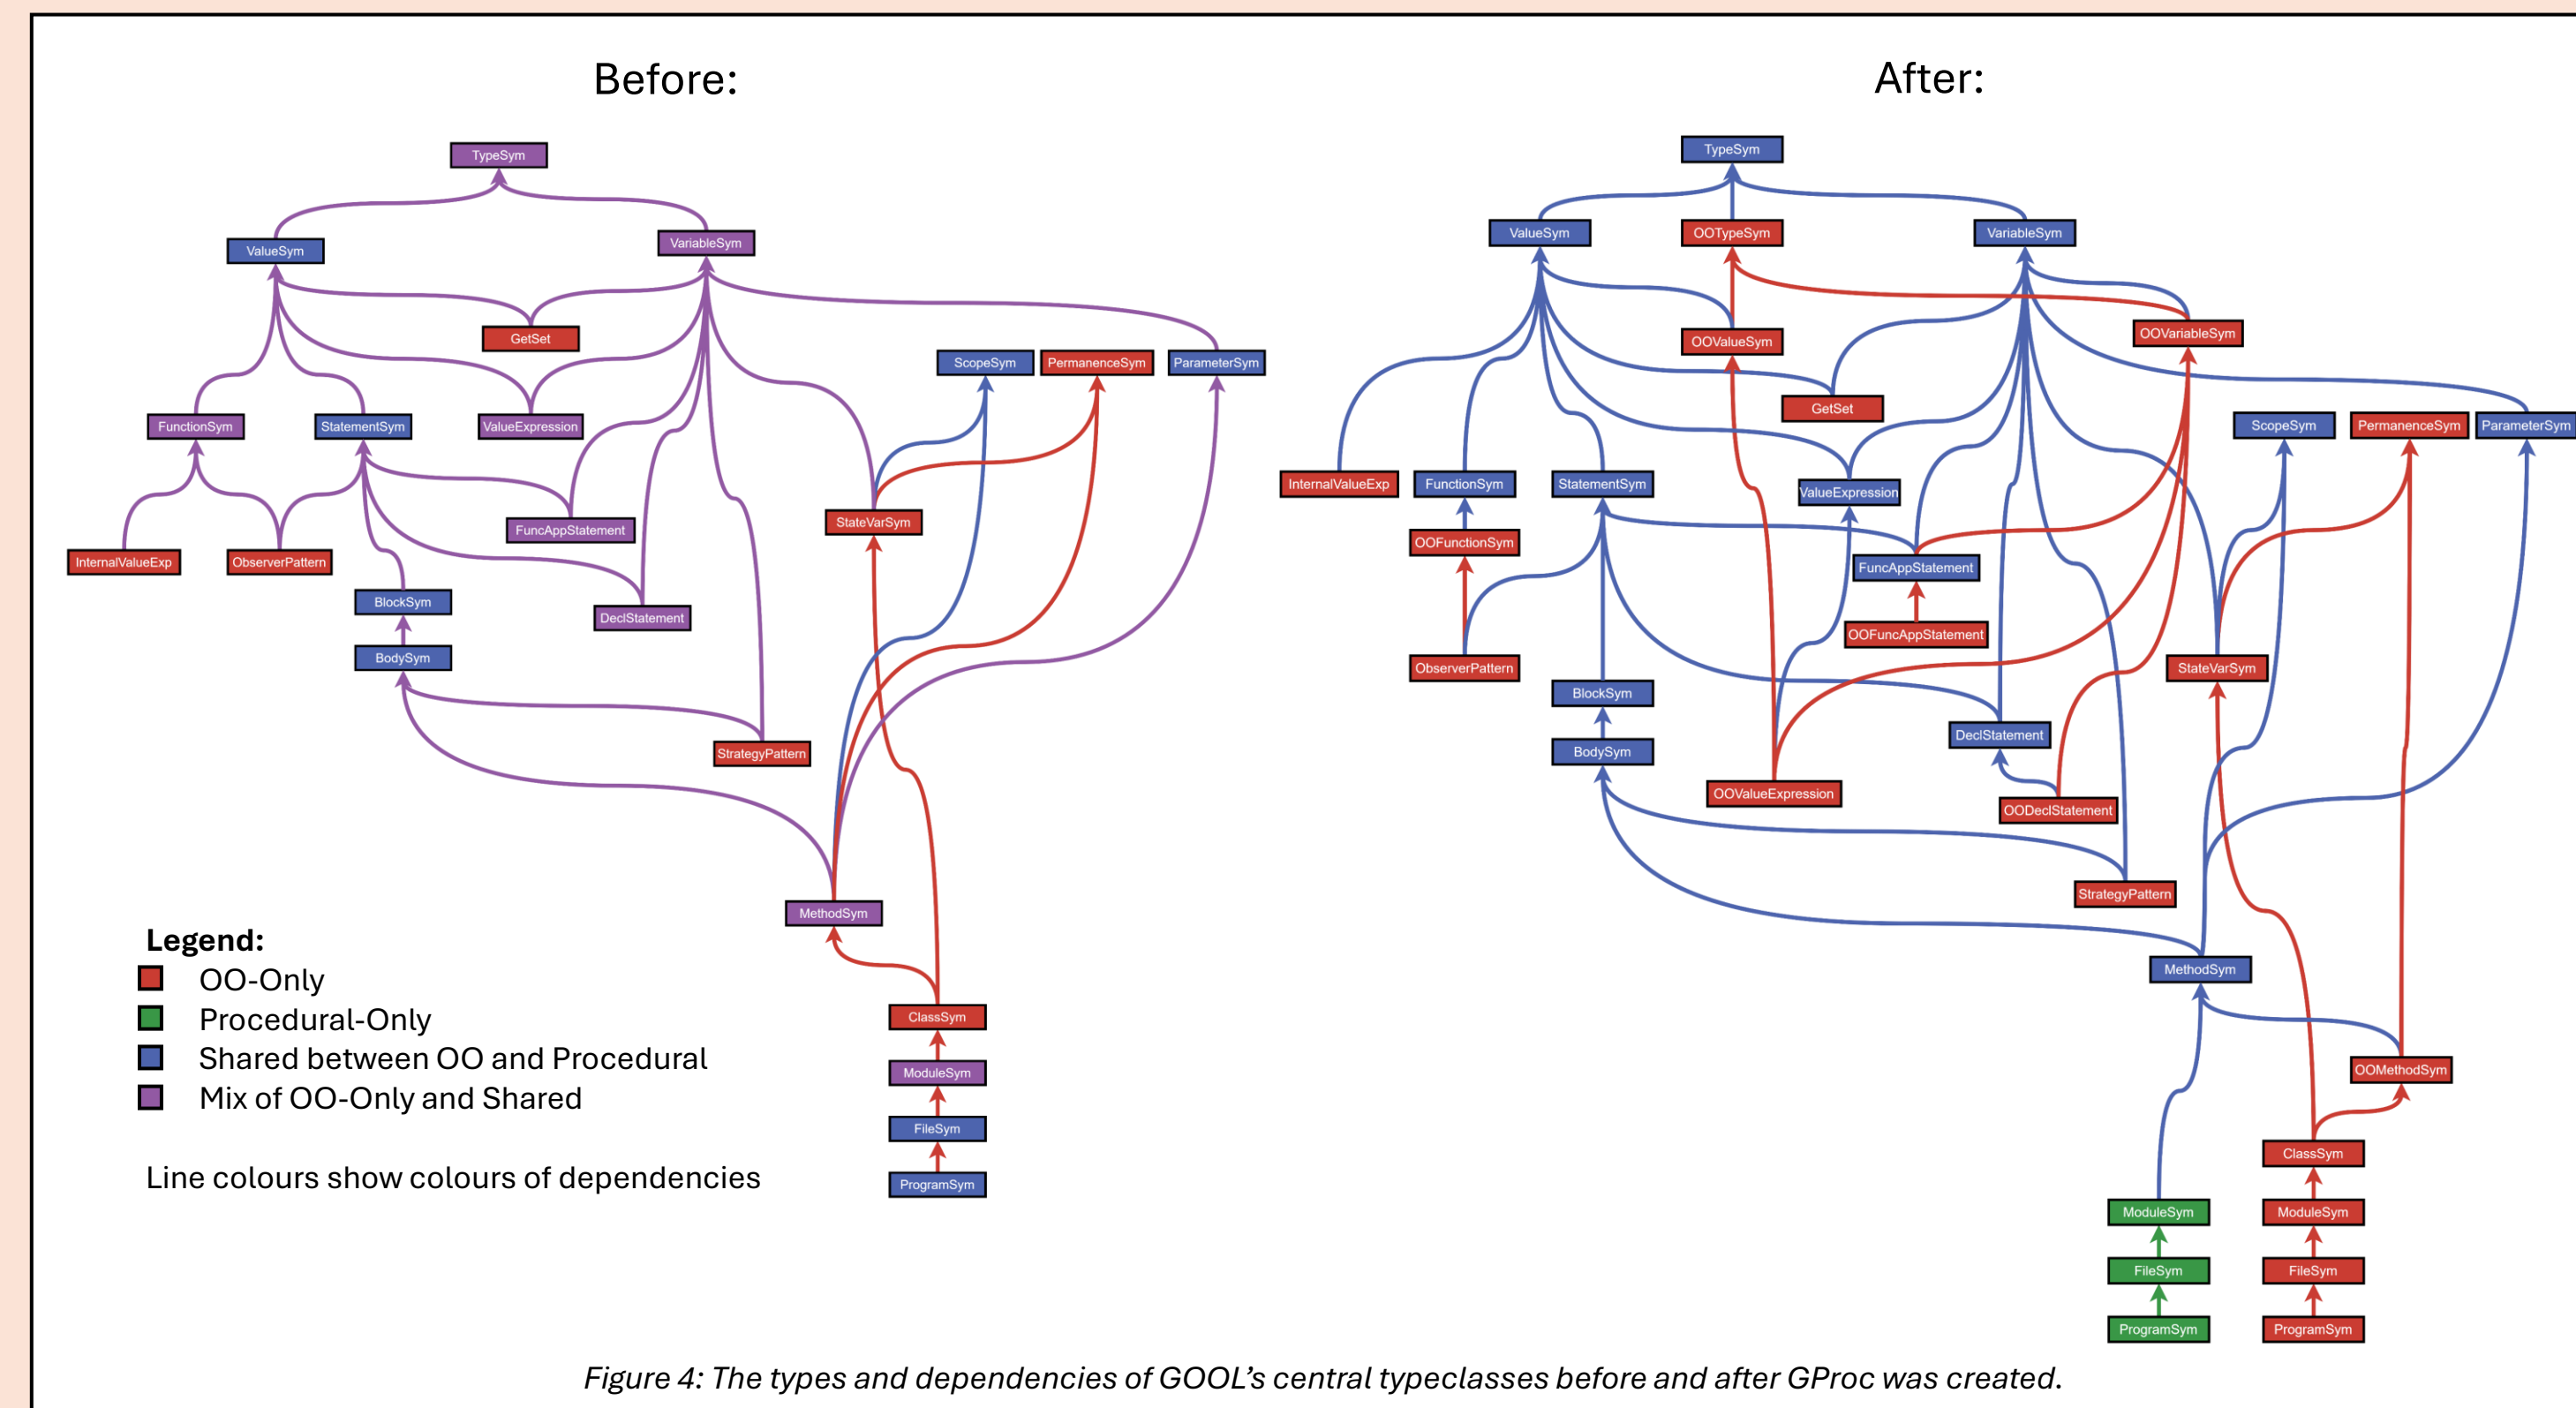 Before:
TypeSym
ValueSym
VariableSym
GetSet
ScopeSym
PermanenceSym
ParameterSym
FunctionSym
StatementSym
ValueExpression
StateVarSym
FuncAppStatement
InternalValueExp
ObserverPattern
BlockSym
DeclStatement
BodySym
StrategyPattern
MethodSym
ClassSym
ModuleSym
FileSym
ProgramSym
Legend:
OO-Only
Procedural-Only
Shared between OO and Procedural
Mix of OO-Only and Shared
Line colours show colours of dependencies
After:
TypeSym
ValueSym
OOTypeSym
VariableSym
OOValueSym
OOVariableSym
GetSet
ScopeSym
PermanenceSym
ParameterSym
InternalValueExp
FunctionSym
StatementSym
ValueExpression
OOFunctionSym
FuncAppStatement
OOFuncAppStatement
ObserverPattern
StateVarSym
BlockSym
DeclStatement
BodySym
OOValueExpression
OODeclStatement
StrategyPattern
MethodSym
OOMethodSym
ClassSym
ModuleSym
ModuleSym
FileSym
FileSym
ProgramSym
ProgramSym
Figure 4: The types and dependencies of GOOL’s central typeclasses before and after GProc was created.